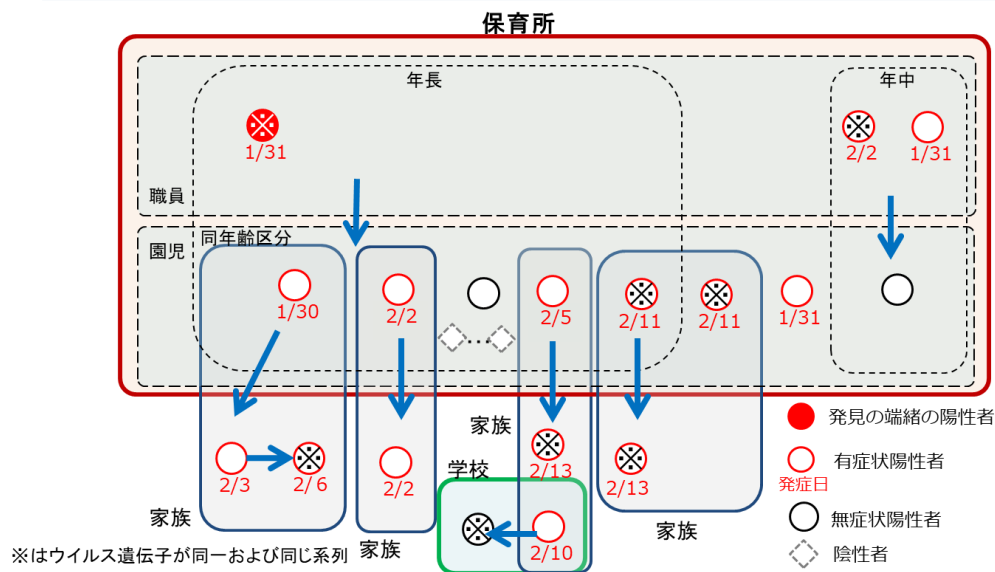 保育所
年長
年中
※
1/31
※
2/2
1/31
職員
園児
同年齢区分
1/30
2/2
2/5
※
2/11
※
2/11
1/31
…
家族
※
2/3
2/6
2/2
※
2/13
※
2/13
学校
※
2/10
家族
家族
家族
発見の端緒の陽性者
有症状陽性者
発症日
無症状陽性者
陰性者
※はウイルス遺伝子が同一および同じ系列